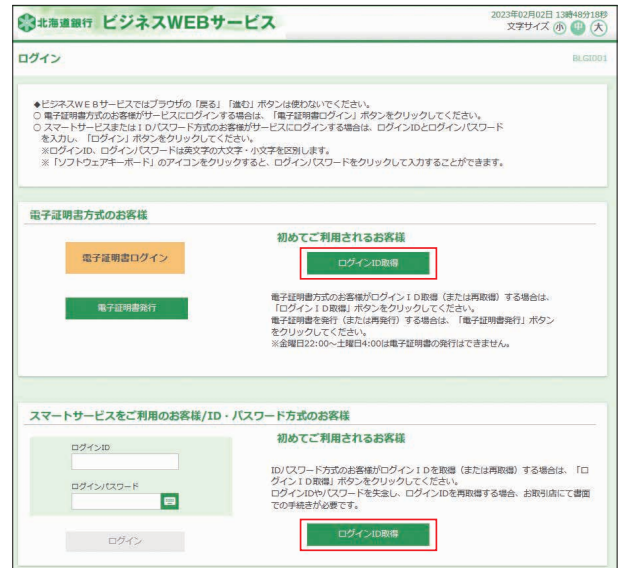 北海道銀行 ビジネスWEBサービス
2023年02月02日 13時48分18秒
文字サイズ 小 中 大
ログイン
BLGI001
◆ビジネスＷＥＢサービスではブラウザの「戻る」「進む」ボタンは使わないでください。
○ 電子証明書方式のお客様がサービスにログインする場合は、「電子証明書ログイン」ボタンをクリックしてください。
○ スマートサービスまたはＩＤパスワード方式のお客様がサービスにログインする場合は、ログインIDとログインパスワード
を入力し、「ログイン」ボタンをクリックしてください。
※ログインID、ログインパスワードは英文字の大文字・小文字を区別します。
※「ソフトウェアキーボード」のアイコンをクリックすると、ログインパスワードをクリックして入力することができます。
電子証明書方式のお客様
電子証明書ログイン
電子証明書発行
初めてご利用されるお客様
ログインID取得
電子証明書方式のお客様がログインＩＤ取得（または再取得）する場合は、
「ログインＩＤ取得」ボタンをクリックしてください。
電子証明書を発行（または再発行）する場合は、「電子証明書発行」ボタン
をクリックしてください。
※金曜日22:00～土曜日4:00は電子証明書の発行はできません。
スマートサービスをご利用のお客様/ID・パスワード方式のお客様
ログインID
ログインパスワード
ログイン
初めてご利用されるお客様
IDパスワード方式のお客様がログインＩＤを取得（または再取得）する場合は、「ロ
グインＩＤ取得」ボタンをクリックしてください。
ログインIDやパスワードを失念し、ログインIDを再取得する場合、お取引店にて書面
での手続きが必要です。
ログインID取得